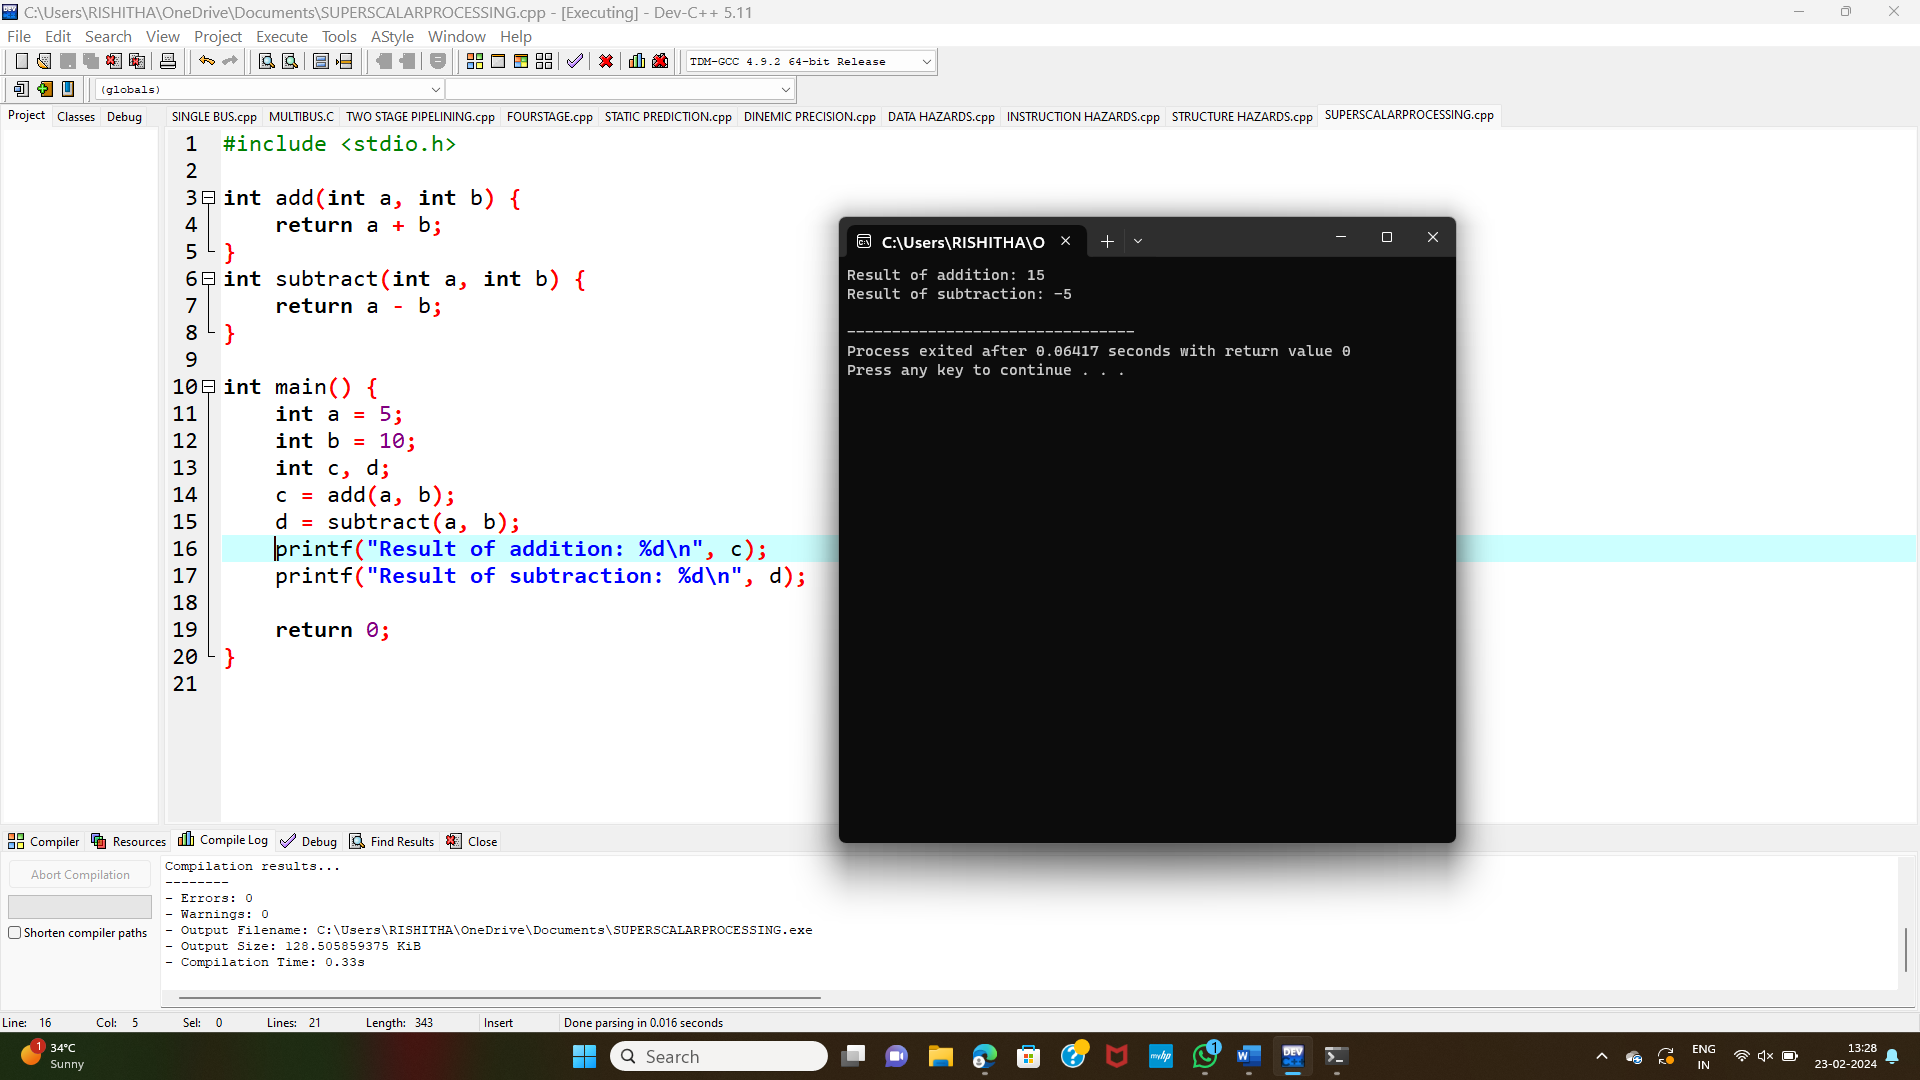 C:\Users\RISHITHA\OneDrive\Documents\SUPERSCALARPROCESSING.cpp - [Executing] - Dev-C++ 5.11
File Edit Search View Project Execute Tools AStyle Window Help
TDM-GCC 4.9.2 64-bit Release
(globals)
Project Classes Debug
SINGLE BUS.cpp MULTIBUS.C TWO STAGE PIPELINING.cpp FOURSTAGE.cpp STATIC PREDICTION.cpp DINEMIC PRECISION.cpp DATA HAZARDS.cpp INSTRUCTION HAZARDS.cpp STRUCTURE HAZARDS.cpp SUPERSCALARPROCESSING.cpp
1 #include <stdio.h>
2
3 int add(int a, int b) {
4 return a + b;
5 }
6 int subtract(int a, int b) {
7 return a - b;
8 }
9
10 int main() {
11 int a = 5;
12 int b = 10;
13 int c, d;
14 c = add(a, b);
15 d = subtract(a, b);
16 printf("Result of addition: %d\n", c);
17 printf("Result of subtraction: %d\n", d);
18
19 return 0;
20 }
21
C:\Users\RISHITHA\O
Result of addition: 15
Result of subtraction: -5
--------------------------------
Process exited after 0.06417 seconds with return value 0
Press any key to continue . . .
Compiler Resources Compile Log Debug Find Results Close
Abort Compilation
Shorten compiler paths
Compilation results...
--------
- Errors: 0
- Warnings: 0
- Output Filename: C:\Users\RISHITHA\OneDrive\Documents\SUPERSCALARPROCESSING.exe
- Output Size: 128.505859375 KiB
- Compilation Time: 0.33s
Line: 16 Col: 5 Sel: 0 Lines: 21 Length: 343 Insert Done parsing in 0.016 seconds
1
34°C
Sunny
Search
myhp
1
W
DEV
ENG
IN
13:28
23-02-2024